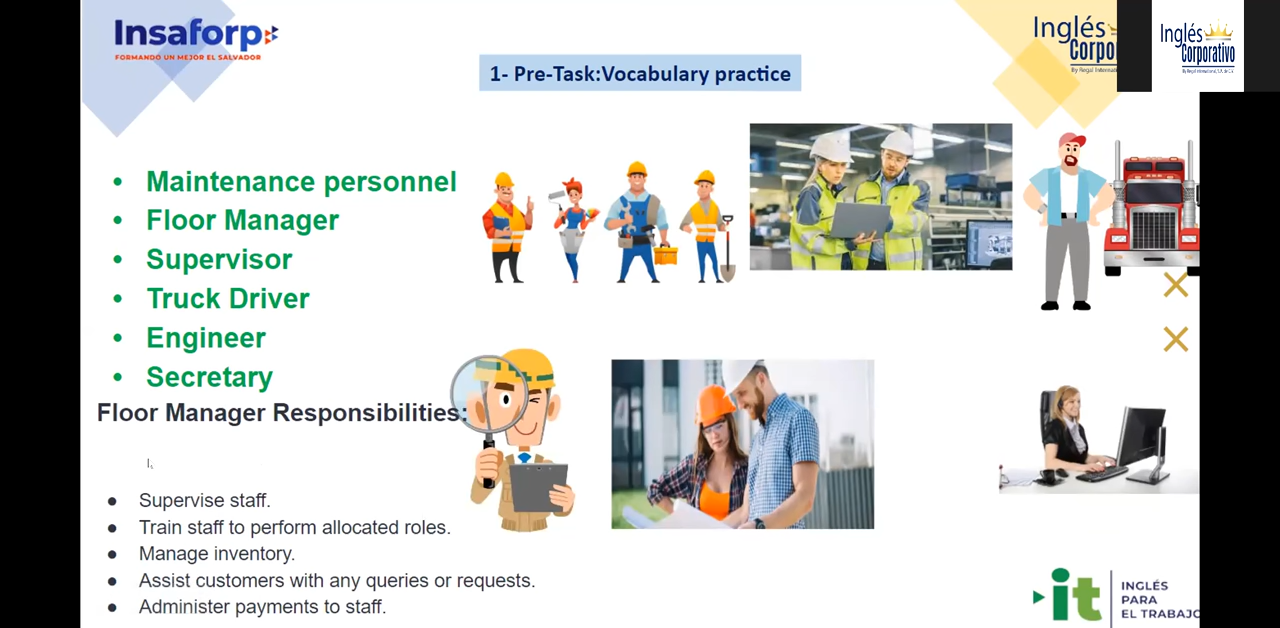 Insaforp
FORMANDO UN MEJOR EL SALVADOR
Inglés
Corpo
Inglés
Corporativo
1- Pre-Task:Vocabulary practice
• Maintenance personnel
• Floor Manager
• Supervisor
• Truck Driver
• Engineer
• Secretary
Floor Manager Responsibilities:
● Supervise staff.
● Train staff to perform allocated roles.
● Manage inventory.
● Assist customers with any queries or requests.
● Administer payments to staff.
it
INGLÉS
PARA
EL TRABAJO